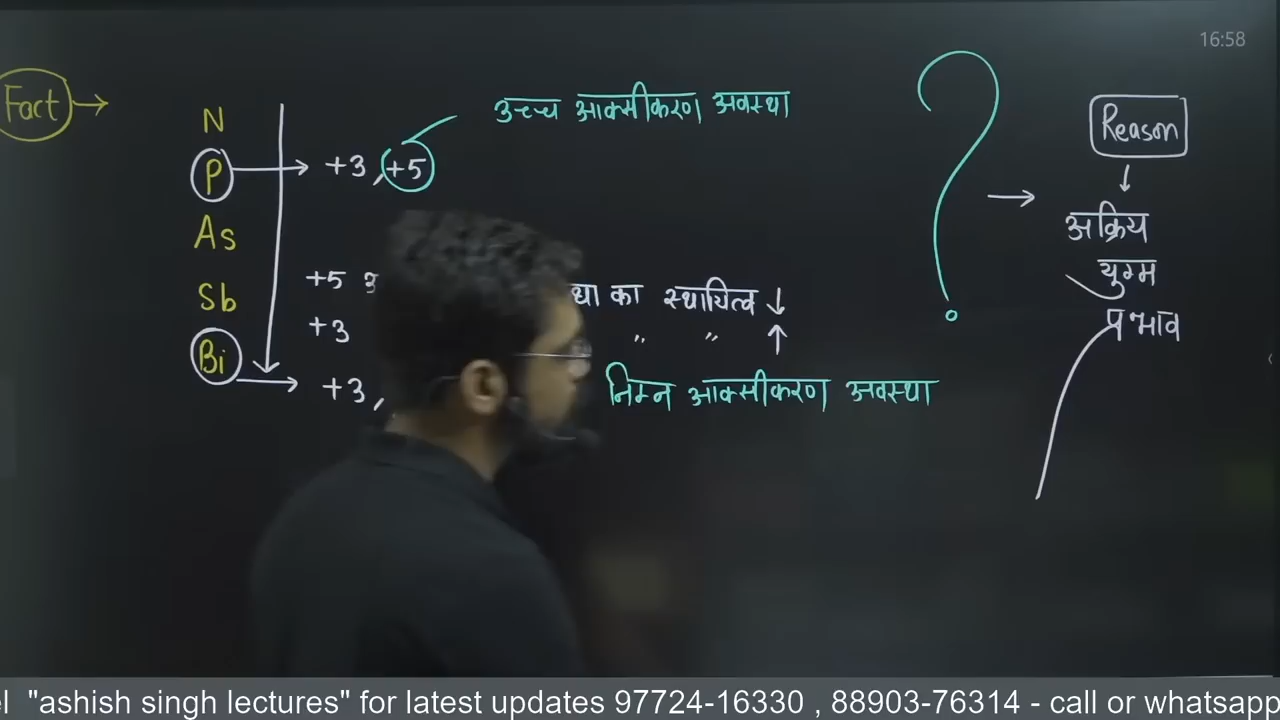 16:58
Fact →
उच्च आक्सीकरण अवस्था
Reason
N
P → +3, +5
अक्रिय
As
युग्म
+5 का स्थायित्व ↓
Sb
प्रभाव
+3 " " ↑
Bi → +3,
निम्न आक्सीकरण अवस्था
?
"ashish singh lectures" for latest updates 97724-16330 , 88903-76314 - call or whatsapp